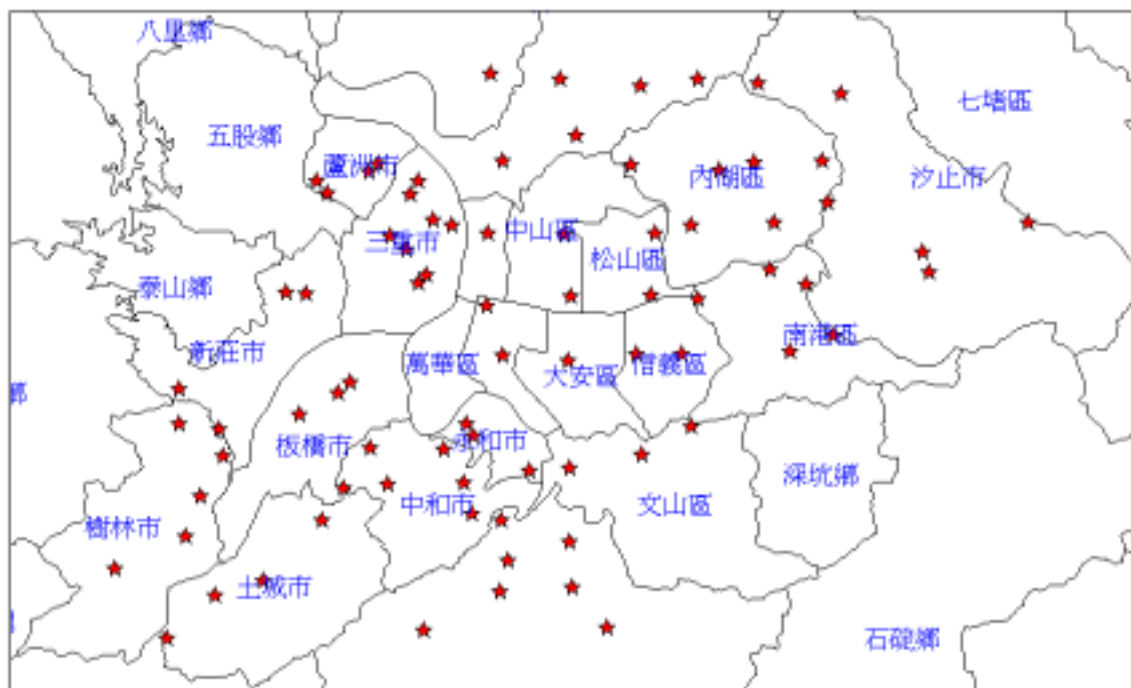 八里鄉
七堵區
五股鄉
蘆洲市
內湖區
汐止市
中山區
三重市
松山區
泰山鄉
南港區
新莊市
萬華區
大安區
信義區
鄉
永和市
板橋市
深坑鄉
中和市
文山區
樹林市
土城市
石碇鄉